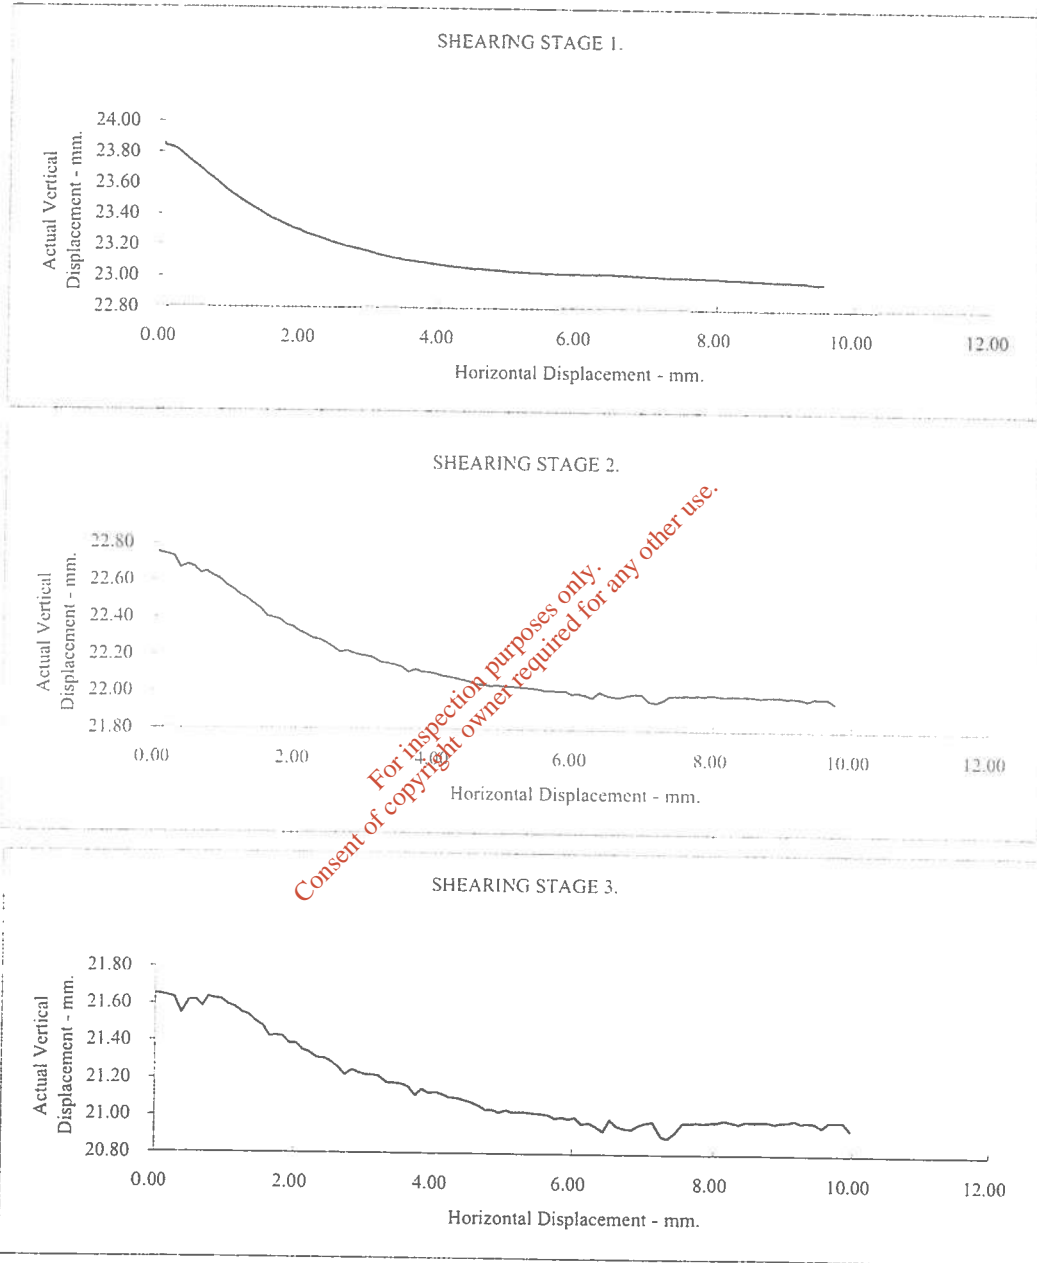 SHEARING STAGE 1.
Actual Vertical
Displacement - mm.
24.00
23.80
23.60
23.40
23.20
23.00
22.80
0.00 2.00 4.00 6.00 8.00 10.00 12.00
Horizontal Displacement - mm.
SHEARING STAGE 2.
Actual Vertical
Displacement - mm.
22.80
22.60
22.40
22.20
22.00
21.80
0.00 2.00 4.00 6.00 8.00 10.00 12.00
Horizontal Displacement - mm.
For inspection purposes only.
Consent of copyright owner required for any other use.
SHEARING STAGE 3.
Actual Vertical
Displacement - mm.
21.80
21.60
21.40
21.20
21.00
20.80
0.00 2.00 4.00 6.00 8.00 10.00 12.00
Horizontal Displacement - mm.